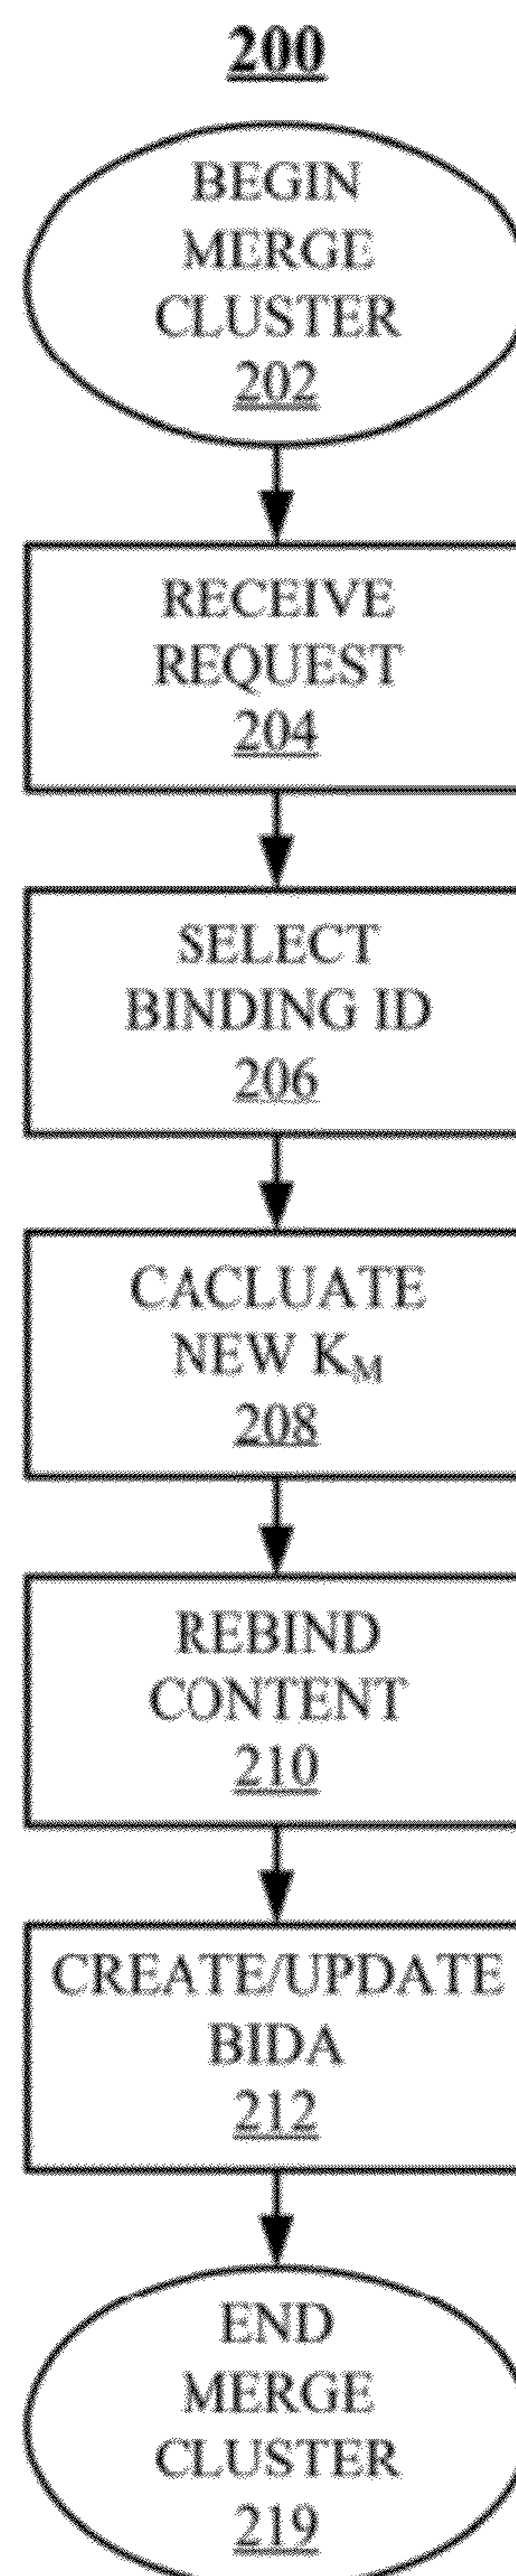 200
BEGIN
MERGE
CLUSTER
202
RECEIVE
REQUEST
204
SELECT
BINDING ID
206
CACLUATE
NEW KM
208
REBIND
CONTENT
210
CREATE/UPDATE
BIDA
212
END
MERGE
CLUSTER
219